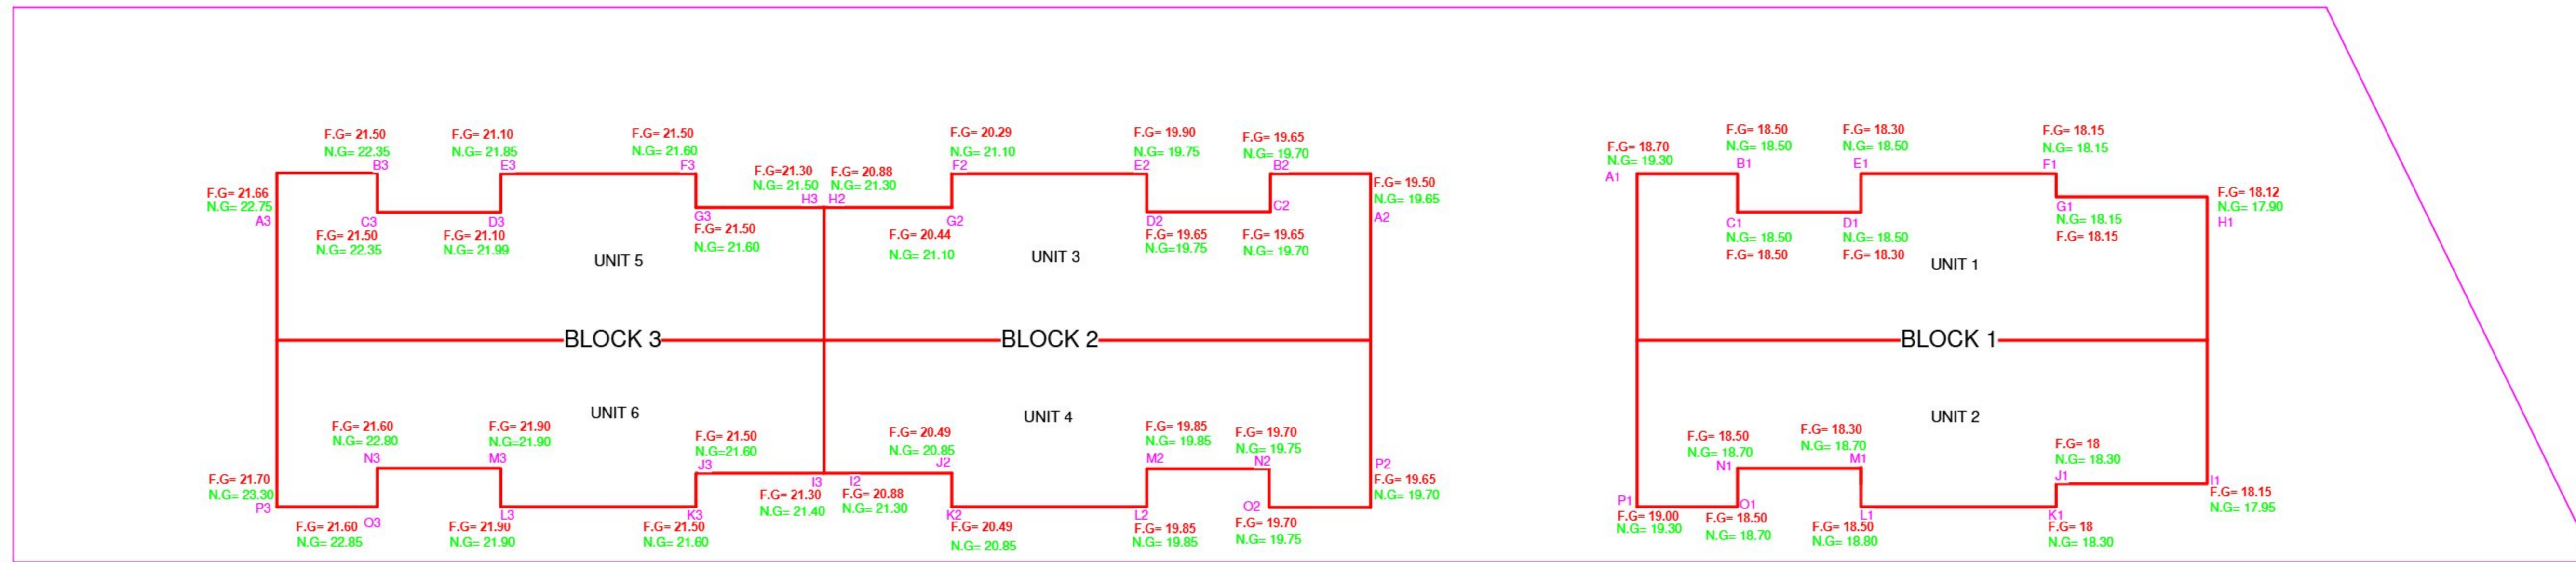 F.G= 21.50
N.G= 22.35
B3
F.G= 21.10
N.G= 21.85
E3
F.G= 21.50
N.G= 21.60
F3
F.G=21.30
N.G= 21.50
H3
F.G= 20.88
N.G= 21.30
H2
F.G= 20.29
N.G= 21.10
F2
F.G= 19.90
N.G= 19.75
E2
F.G= 19.65
N.G= 19.70
B2
F.G= 21.66
N.G= 22.75
A3
C3
F.G= 21.50
N.G= 22.35
D3
F.G= 21.10
N.G= 21.99
G3
F.G= 21.50
N.G= 21.60
G2
F.G= 20.44
N.G= 21.10
D2
F.G= 19.65
N.G=19.75
C2
F.G= 19.65
N.G= 19.70
F.G= 19.50
N.G= 19.65
A2
UNIT 5
UNIT 3
BLOCK 3
BLOCK 2
UNIT 6
UNIT 4
F.G= 21.60
N.G= 22.80
N3
F.G= 21.90
N.G=21.90
M3
F.G= 21.50
N.G=21.60
J3
F.G= 20.49
N.G= 20.85
J2
F.G= 19.85
N.G= 19.85
M2
F.G= 19.70
N.G= 19.75
N2
P2
F.G= 19.65
N.G= 19.70
F.G= 21.70
N.G= 23.30
P3
O3
F.G= 21.60
N.G= 22.85
L3
F.G= 21.90
N.G= 21.90
K3
F.G= 21.50
N.G= 21.60
I3
F.G= 21.30
N.G= 21.40
I2
F.G= 20.88
N.G= 21.30
K2
F.G= 20.49
N.G= 20.85
L2
F.G= 19.85
N.G= 19.85
O2
F.G= 19.70
N.G= 19.75
F.G= 18.70
N.G= 19.30
A1
F.G= 18.50
N.G= 18.50
B1
F.G= 18.30
N.G= 18.50
E1
F.G= 18.15
N.G= 18.15
F1
C1
N.G= 18.50
F.G= 18.50
D1
N.G= 18.50
F.G= 18.30
G1
N.G= 18.15
F.G= 18.15
F.G= 18.12
N.G= 17.90
H1
UNIT 1
BLOCK 1
UNIT 2
F.G= 18.50
N.G= 18.70
N1
F.G= 18.30
N.G= 18.70
M1
F.G= 18
N.G= 18.30
J1
I1
F.G= 18.15
N.G= 17.95
P1
F.G= 19.00
N.G= 19.30
O1
F.G= 18.50
N.G= 18.70
L1
F.G= 18.50
N.G= 18.80
K1
F.G= 18
N.G= 18.30